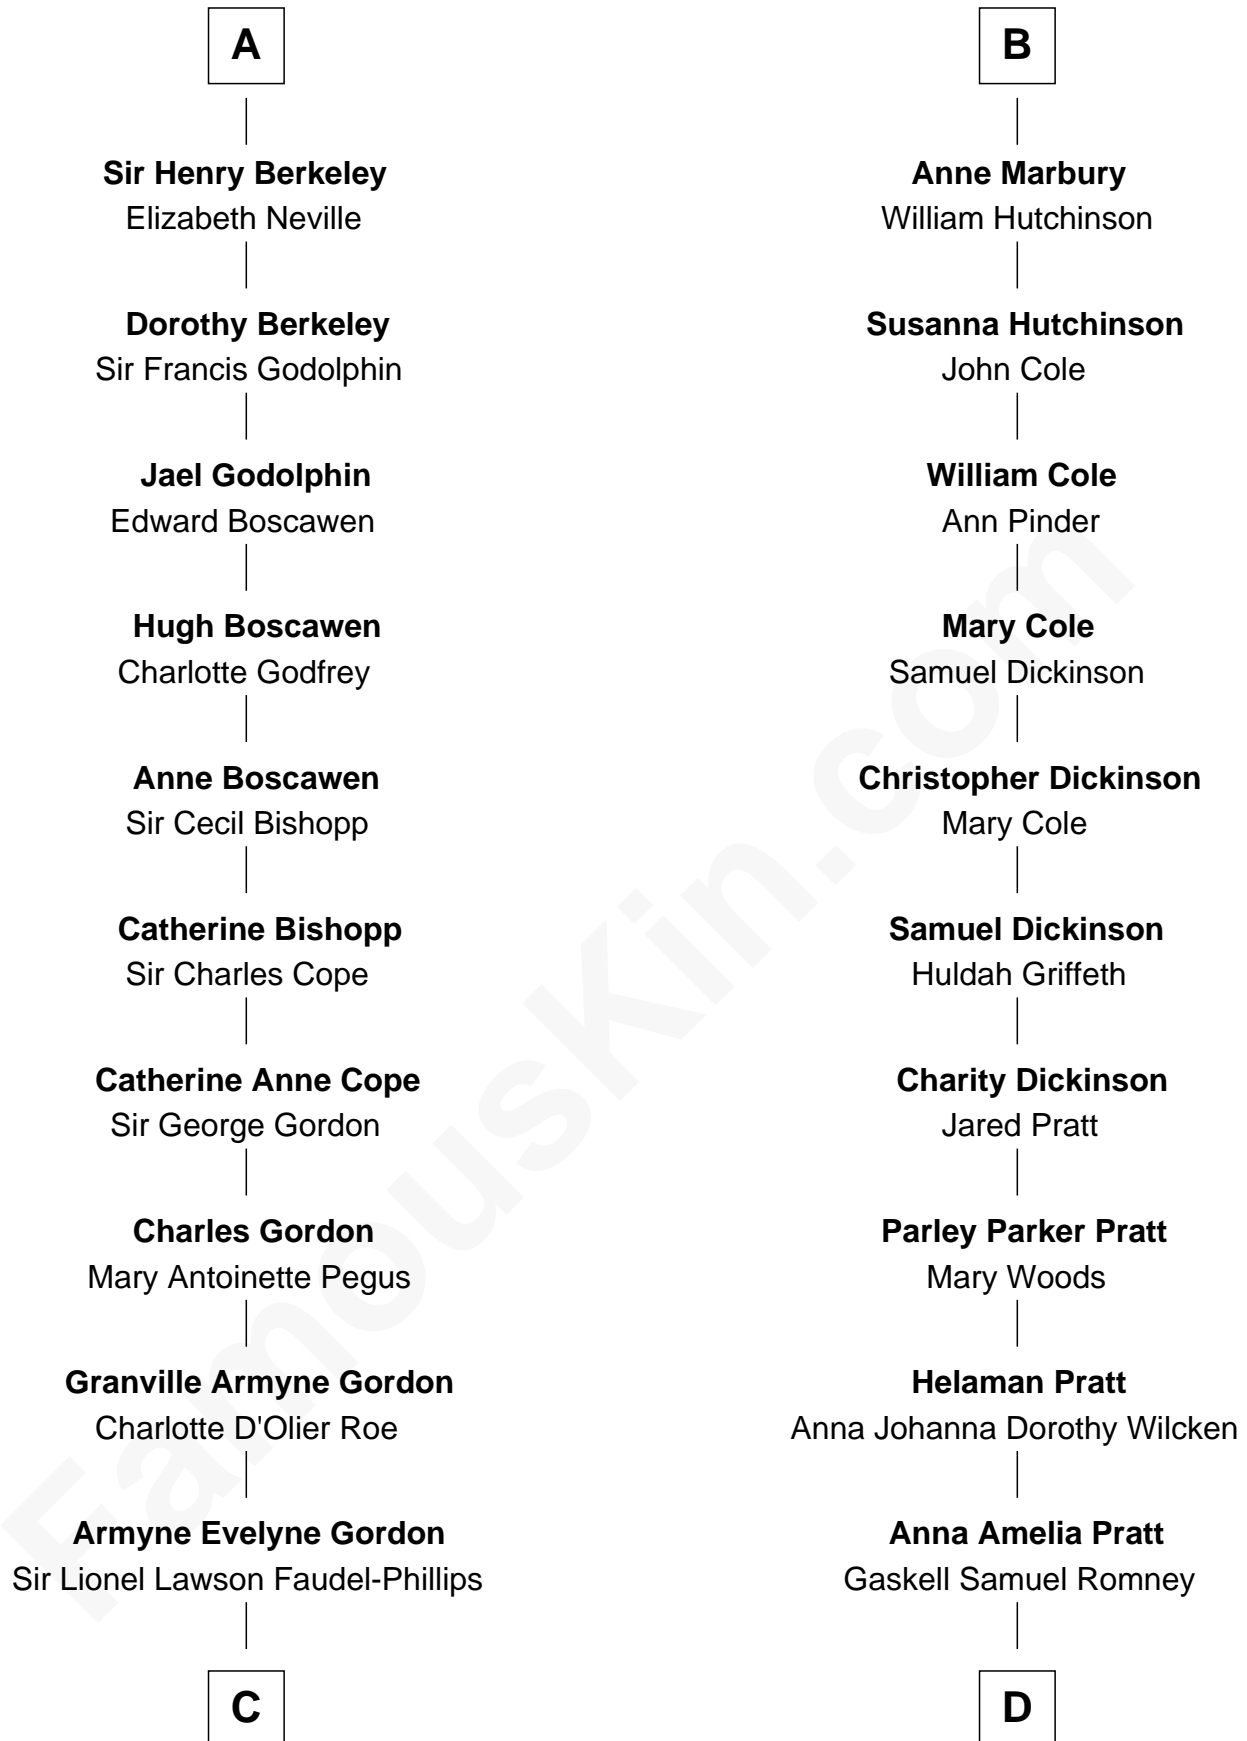 A
Sir Henry Berkeley
Elizabeth Neville
Dorothy Berkeley
Sir Francis Godolphin
Jael Godolphin
Edward Boscawen
Hugh Boscawen
Charlotte Godfrey
Anne Boscawen
Sir Cecil Bishopp
Catherine Bishopp
Sir Charles Cope
Catherine Anne Cope
Sir George Gordon
Charles Gordon
Mary Antoinette Pegus
Granville Armyne Gordon
Charlotte D'Olier Roe
Armyne Evelyne Gordon
Sir Lionel Lawson Faudel-Phillips
C
B
Anne Marbury
William Hutchinson
Susanna Hutchinson
John Cole
William Cole
Ann Pinder
Mary Cole
Samuel Dickinson
Christopher Dickinson
Mary Cole
Samuel Dickinson
Huldah Griffeth
Charity Dickinson
Jared Pratt
Parley Parker Pratt
Mary Woods
Helaman Pratt
Anna Johanna Dorothy Wilcken
Anna Amelia Pratt
Gaskell Samuel Romney
D
FamousKin.com